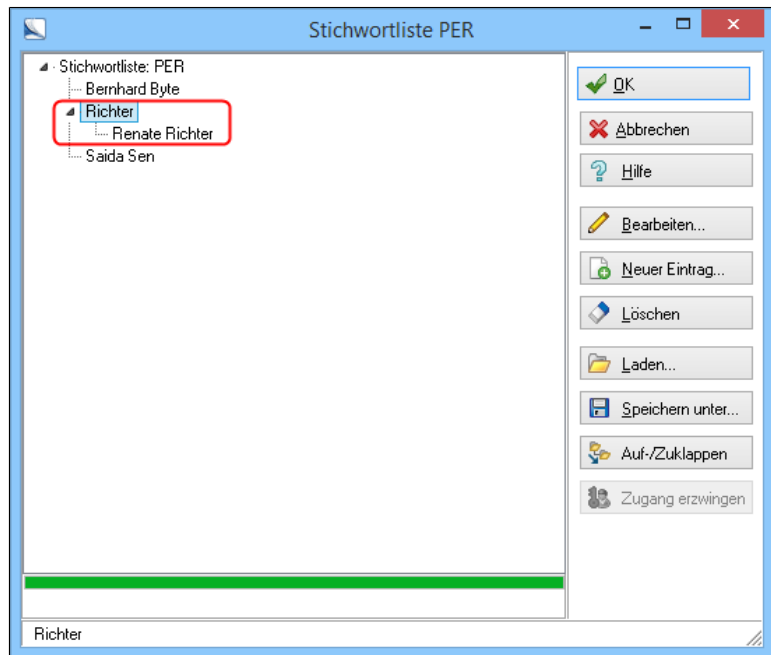 Stichwortliste PER
Stichwortliste: PER
Bernhard Byte
Richter
Renate Richter
Saida Sen
OK
Abbrechen
Hilfe
Bearbeiten...
Neuer Eintrag...
Löschen
Laden...
Speichern unter...
Auf-/Zuklappen
Zugang erzwingen
Richter